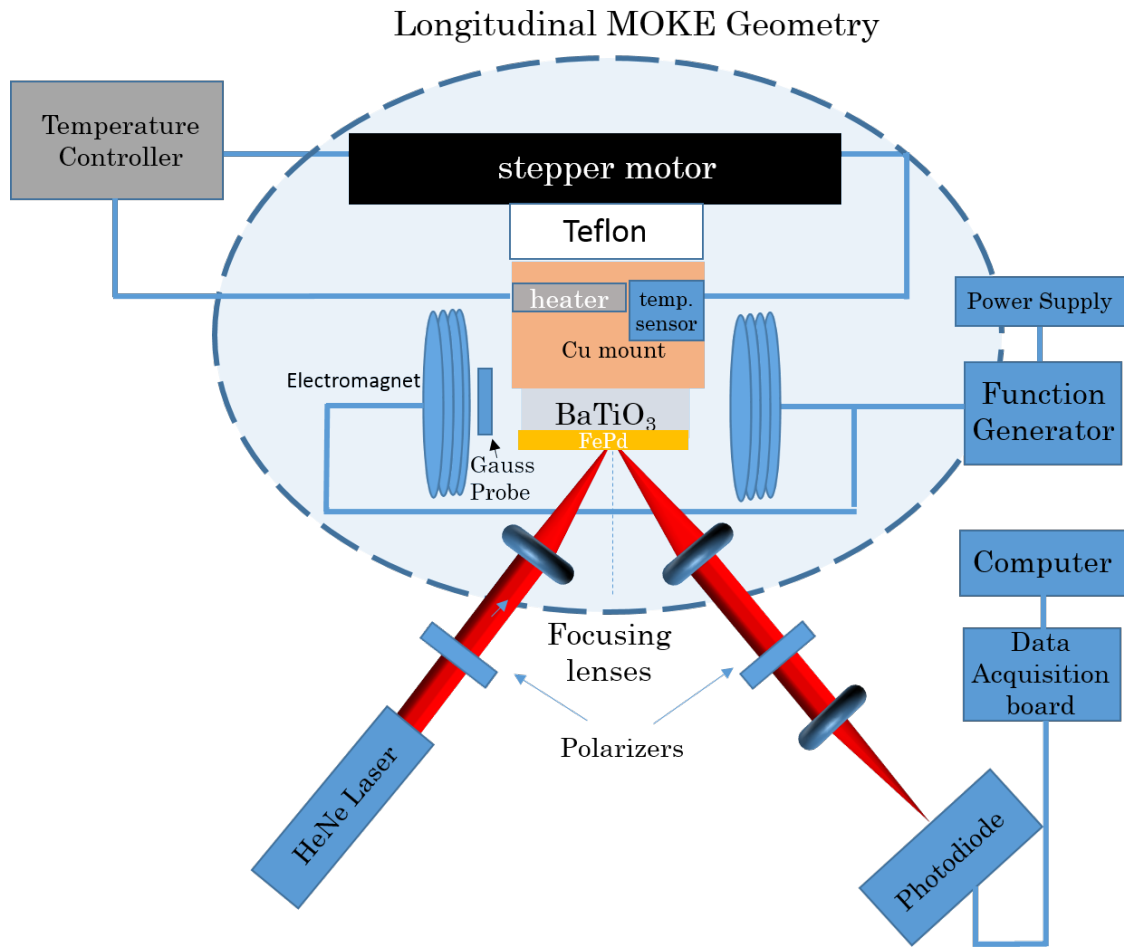 Longitudinal MOKE Geometry
Temperature
Controller
stepper motor
Teflon
heater
temp.
sensor
Cu mount
Power Supply
Electromagnet
Function
Generator
BaTiO₃
FePd
Gauss
Probe
Computer
Focusing
lenses
Data
Acquisition
board
Polarizers
HeNe Laser
Photodiode